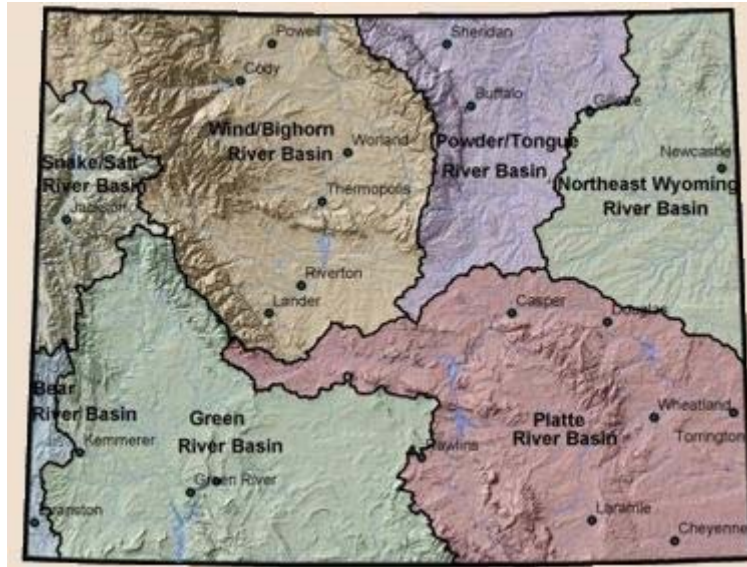 Powell
Sheridan
Cody
Buffalo
Gillette
Wind/Bighorn
River Basin
Worland
Powder/Tongue
River Basin
Newcastle
Snake/Salt
River Basin
Jackson
Thermopolis
Northeast Wyoming
River Basin
Riverton
Lander
Casper
Douglas
Bear
River Basin
Green
River Basin
Platte
River Basin
Wheatland
Torrington
Kemmerer
Rawlins
Green River
Evanston
Laramie
Cheyenne